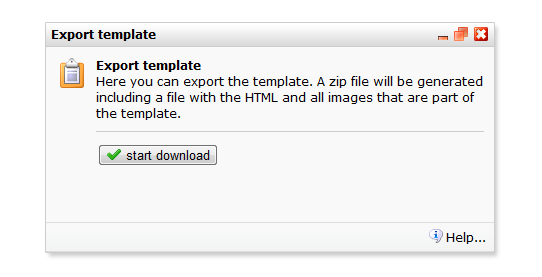 Export template
Export template
Here you can export the template. A zip file will be generated
including a file with the HTML and all images that are part of
the template.
start download
Help...